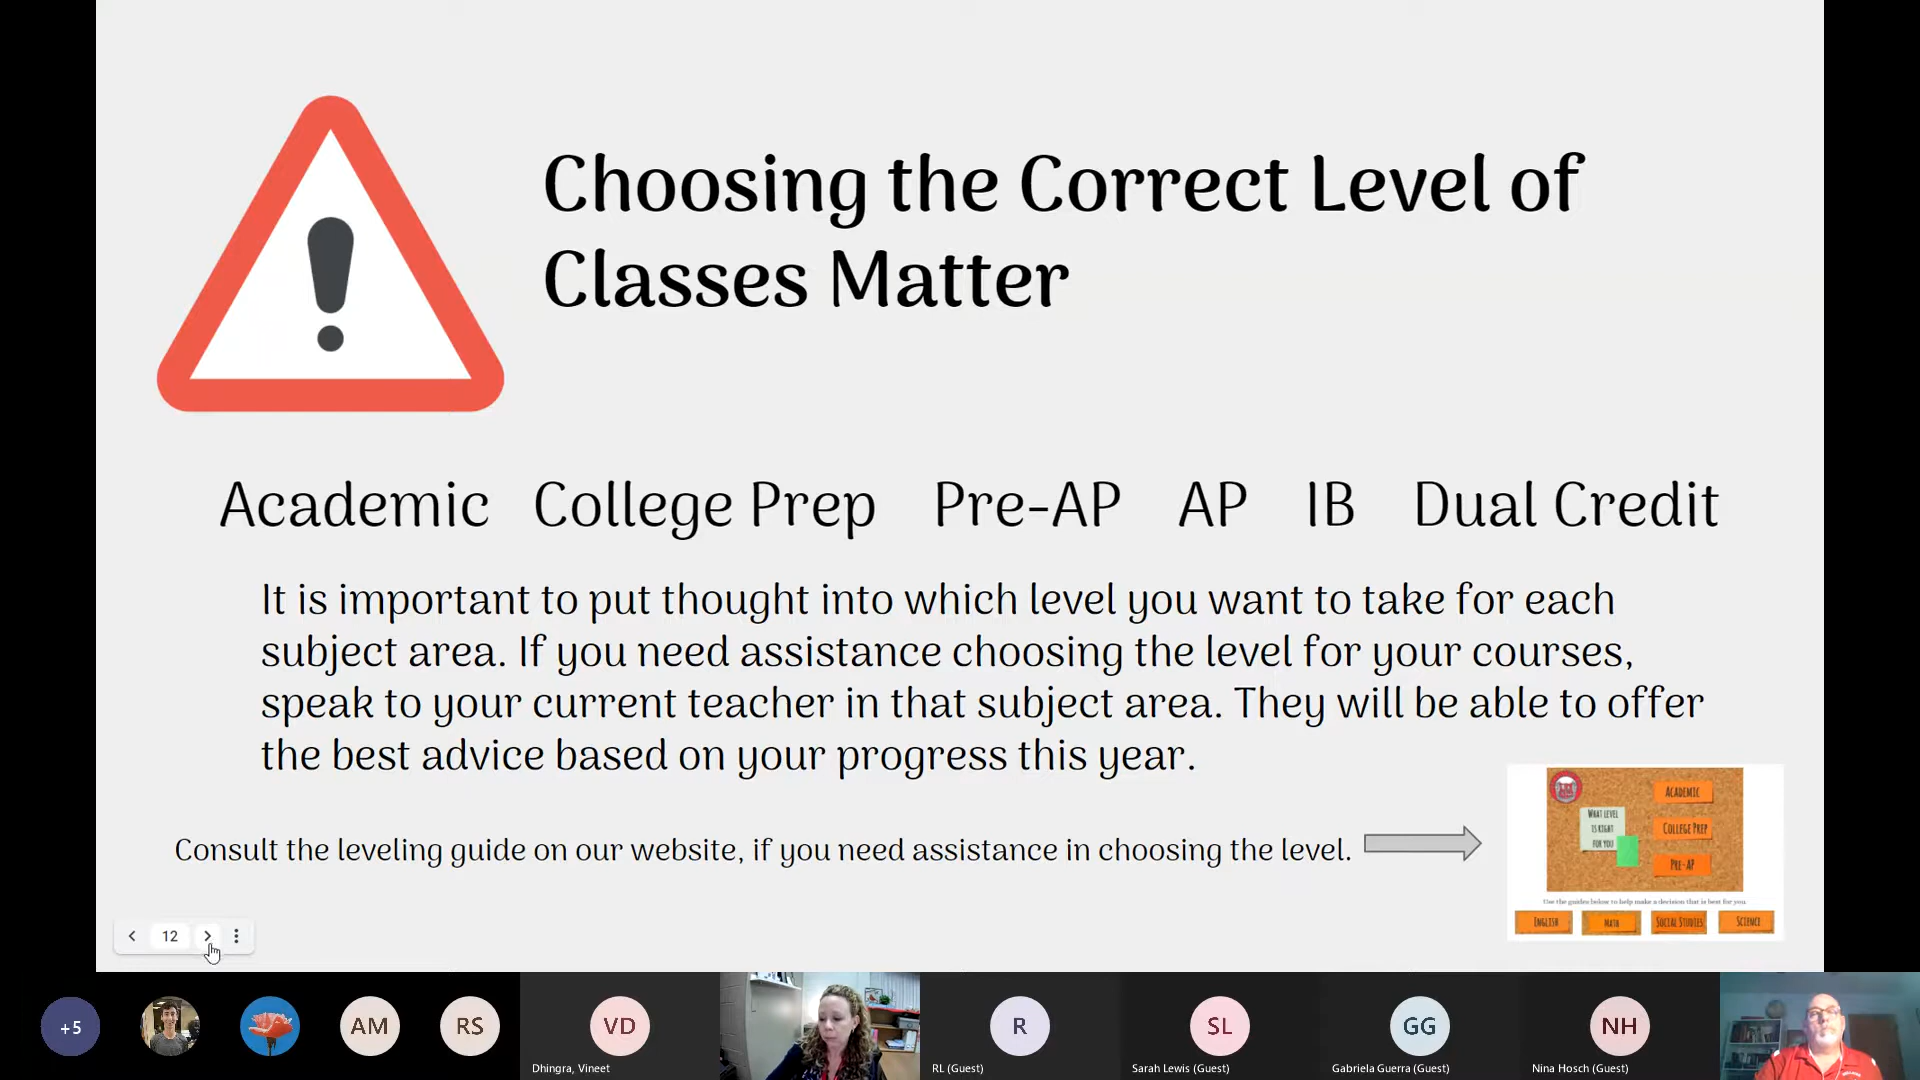 Choosing the Correct Level of
Classes Matter
Academic College Prep Pre-AP AP IB Dual Credit
It is important to put thought into which level you want to take for each
subject area. If you need assistance choosing the level for your courses,
speak to your current teacher in that subject area. They will be able to offer
the best advice based on your progress this year.
Consult the leveling guide on our website, if you need assistance in choosing the level.
WHAT LEVEL
IS RIGHT
FOR YOU
ACADEMIC
COLLEGE PREP
PRE-AP
Use the guides below to help make a decision that is best for you
ENGLISH MATH SOCIAL STUDIES SCIENCE
12
+5 AM RS VD R SL GG NH
Dhingra, Vineet RL (Guest) Sarah Lewis (Guest) Gabriela Guerra (Guest) Nina Hosch (Guest)